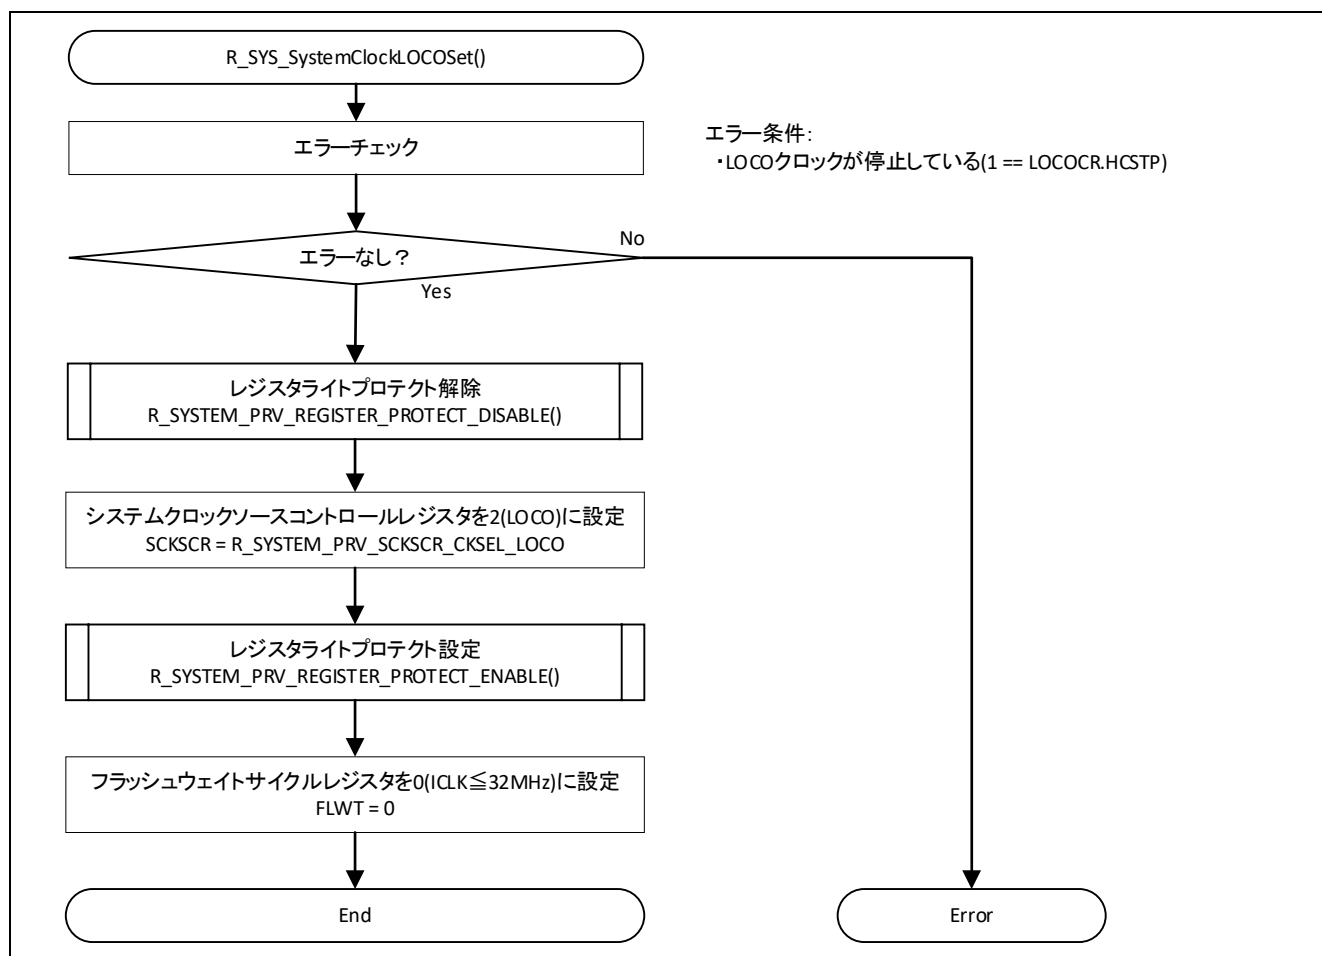 R_SYS_SystemClockLOCOSet()
エラーチェック
エラー条件:
・LOCOクロックが停止している(1 == LOCOCR.HCSTP)
エラーなし？
No
Yes
レジスタライトプロテクト解除
R_SYSTEM_PRV_REGISTER_PROTECT_DISABLE()
システムクロックソースコントロールレジスタを2(LOCO)に設定
SCKSCR = R_SYSTEM_PRV_SCKSCR_CKSEL_LOCO
レジスタライトプロテクト設定
R_SYSTEM_PRV_REGISTER_PROTECT_ENABLE()
フラッシュウェイトサイクルレジスタを0(ICLK≦32MHz)に設定
FLWT = 0
End
Error